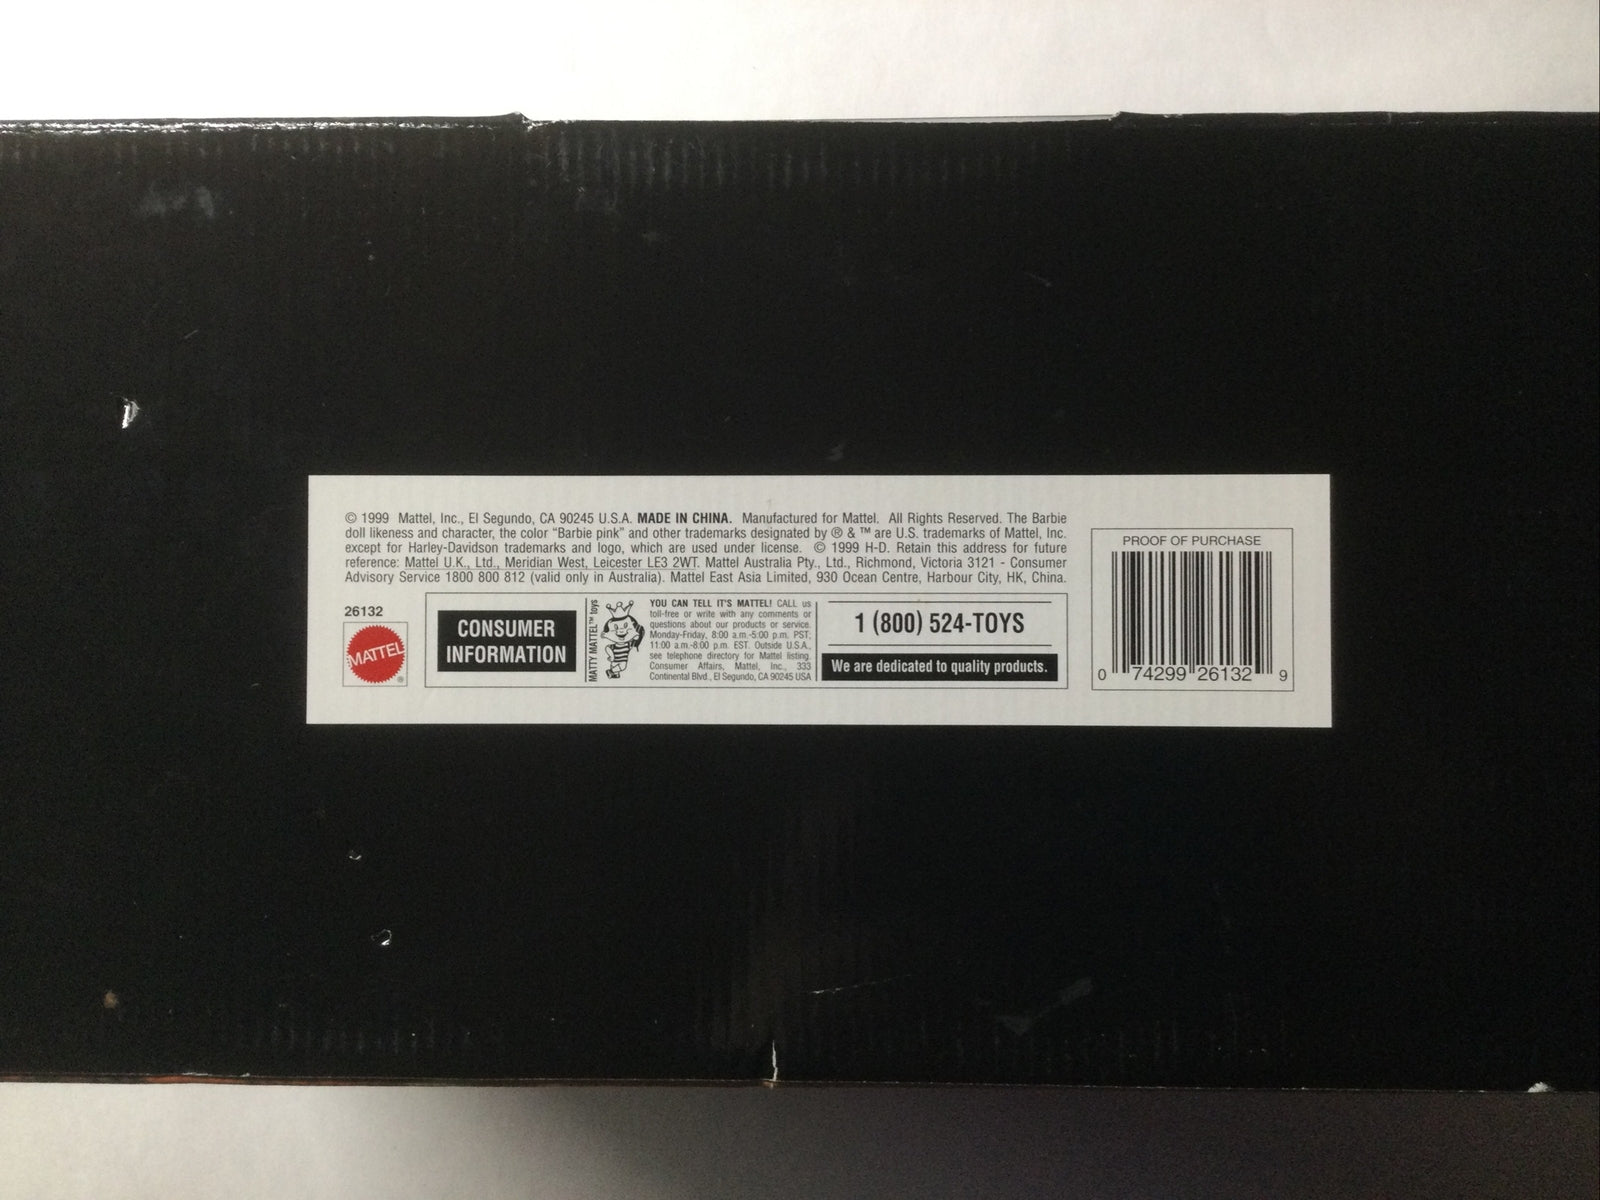 © 1999 Mattel, Inc., El Segundo, CA 90245 U.S.A. MADE IN CHINA. Manufactured for Mattel. All Rights Reserved. The Barbie
doll likeness and character, the color “Barbie pink” and other trademarks designated by ® & ™ are U.S. trademarks of Mattel, Inc.
except for Harley-Davidson trademarks and logo, which are used under license. © 1999 H-D. Retain this address for future
reference: Mattel U.K., Ltd., Meridian West, Leicester LE3 2WT. Mattel Australia Pty., Ltd., Richmond, Victoria 3121 - Consumer
Advisory Service 1800 800 812 (valid only in Australia). Mattel East Asia Limited, 930 Ocean Centre, Harbour City, HK, China.
26132
MATTEL®
CONSUMER
INFORMATION
MATTY MATTEL™ toys
YOU CAN TELL IT'S MATTEL! CALL us
toll-free or write with any comments or
questions about our products or service.
Monday-Friday, 8:00 a.m.-5:00 p.m. PST;
11:00 a.m.-8:00 p.m. EST. Outside U.S.A.,
see telephone directory for Mattel listing.
Consumer Affairs, Mattel, Inc., 333
Continental Blvd., El Segundo, CA 90245 USA
1 (800) 524-TOYS
We are dedicated to quality products.
PROOF OF PURCHASE
0 74299 26132 9